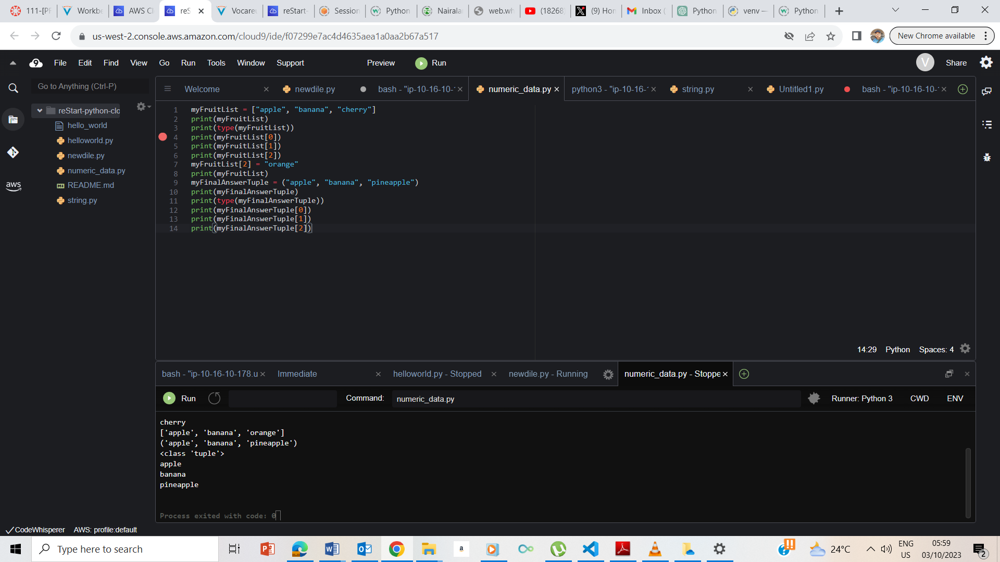 111-[PF
Workbe
AWS Cl
reS
Vocareu
reStart-
Session
Python
Nairalan
web.wh
(18268)
(9) Hom
Inbox (
Python
venv —
Python
us-west-2.console.aws.amazon.com/cloud9/ide/f07299e7ac4d4635aea1a0aa2b67a517
New Chrome available
File Edit Find View Go Run Tools Window Support Preview Run
V Share
Go to Anything (Ctrl-P)
reStart-python-clo
hello_world
helloworld.py
newdile.py
numeric_data.py
README.md
string.py
aws
Welcome
newdile.py
bash - "ip-10-16-10-
numeric_data.py
python3 - "ip-10-16-
string.py
Untitled1.py
bash - "ip-10-16-10-
1 myFruitList = ["apple", "banana", "cherry"]
2 print(myFruitList)
3 print(type(myFruitList))
4 print(myFruitList[0])
5 print(myFruitList[1])
6 print(myFruitList[2])
7 myFruitList[2] = "orange"
8 print(myFruitList)
9 myFinalAnswerTuple = ("apple", "banana", "pineapple")
10 print(myFinalAnswerTuple)
11 print(type(myFinalAnswerTuple))
12 print(myFinalAnswerTuple[0])
13 print(myFinalAnswerTuple[1])
14 print(myFinalAnswerTuple[2])
14:29 Python Spaces: 4
bash - "ip-10-16-10-178.u
Immediate
helloworld.py - Stopped
newdile.py - Running
numeric_data.py - Stoppe
Run
Command: numeric_data.py
Runner: Python 3 CWD ENV
cherry
['apple', 'banana', 'orange']
('apple', 'banana', 'pineapple')
<class 'tuple'>
apple
banana
pineapple
Process exited with code: 0
CodeWhisperer AWS: profile:default
Type here to search
24°C
ENG
US
05:59
03/10/2023
2